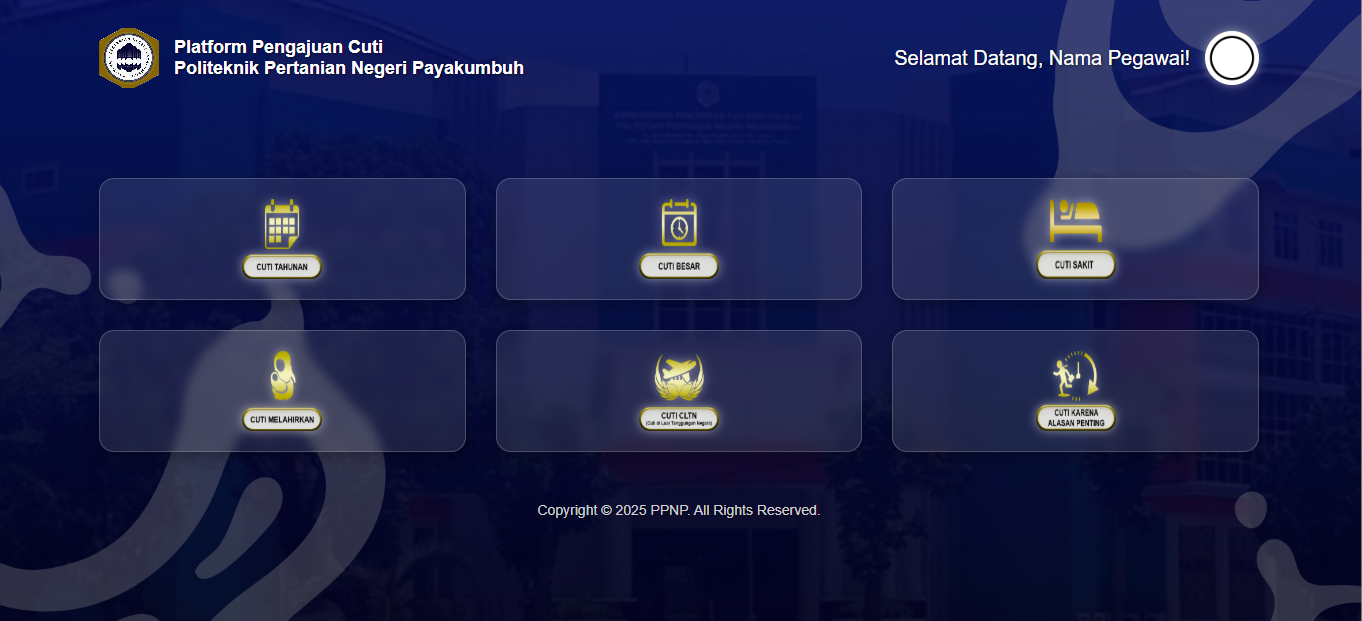 Platform Pengajuan Cuti
Politeknik Pertanian Negeri Payakumbuh
Selamat Datang, Nama Pegawai!
CUTI TAHUNAN
CUTI BESAR
CUTI SAKIT
CUTI MELAHIRKAN
CUTI CLTN
(Cuti di Luar Tanggungan Negara)
CUTI KARENA
ALASAN PENTING
Copyright © 2025 PPNP. All Rights Reserved.